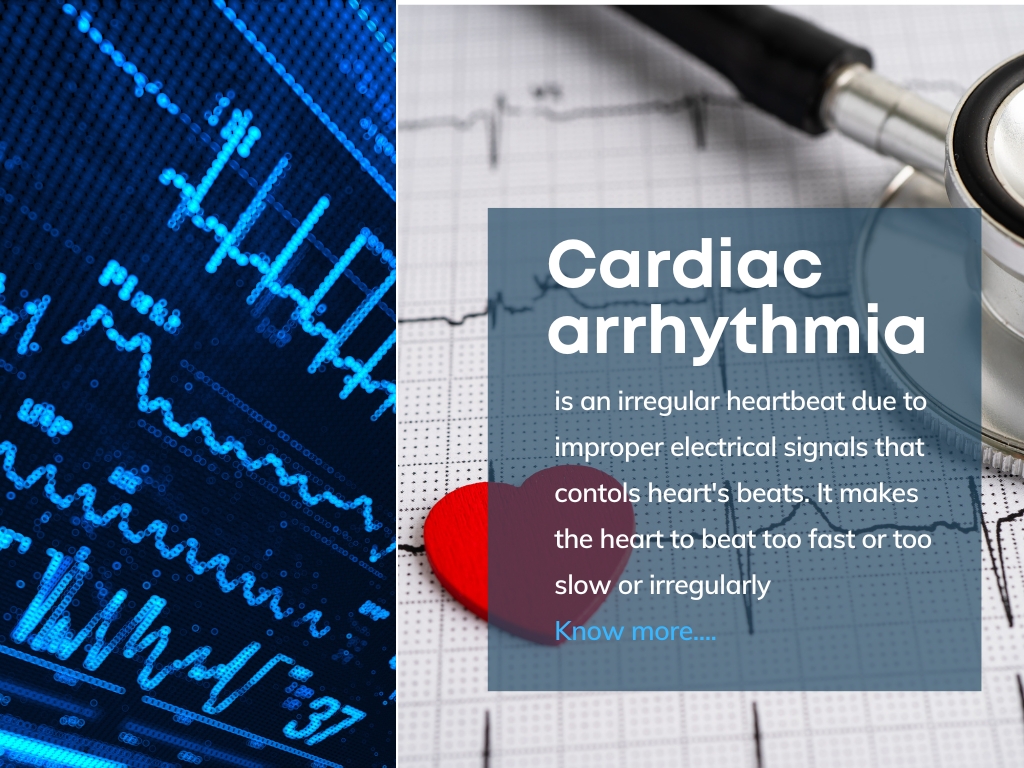 Cardiac
arrhythmia
is an irregular heartbeat due to
improper electrical signals that
contols heart's beats. It makes
the heart to beat too fast or too
slow or irregularly
Know more....
37